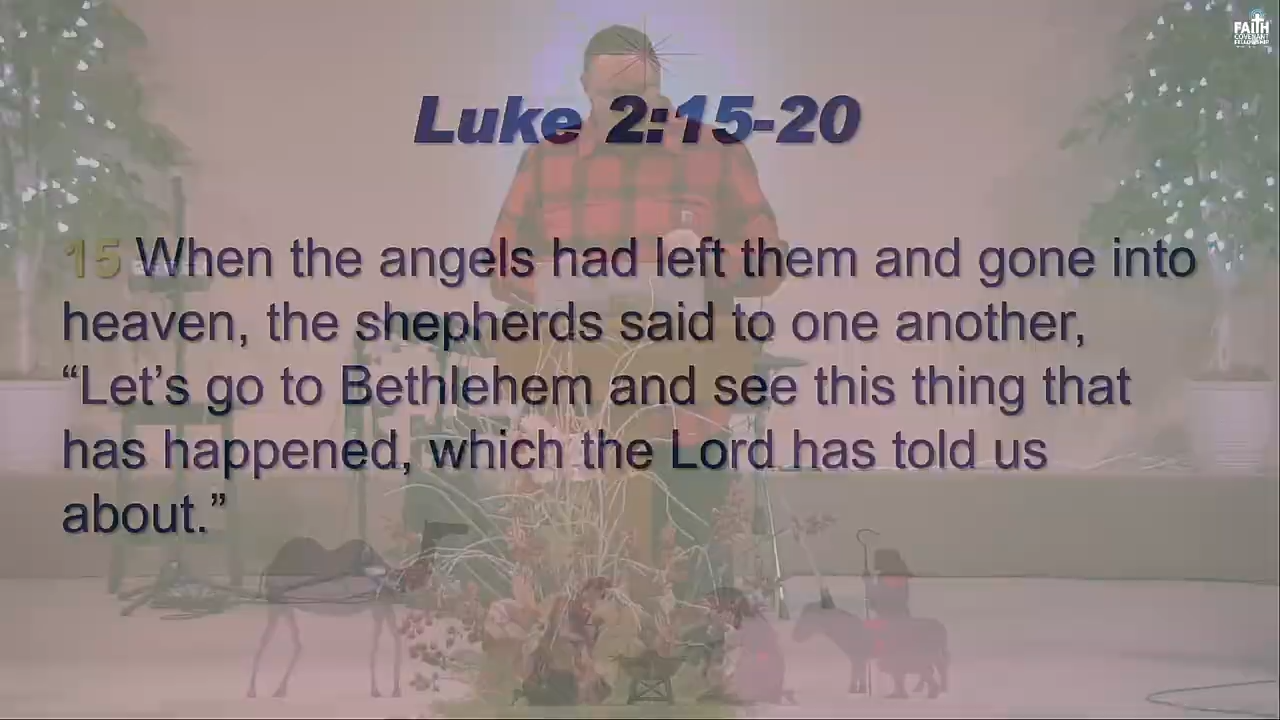 FAITH
COVENANT
FELLOWSHIP
Luke 2:15-20
15 When the angels had left them and gone into
heaven, the shepherds said to one another,
“Let’s go to Bethlehem and see this thing that
has happened, which the Lord has told us
about.”